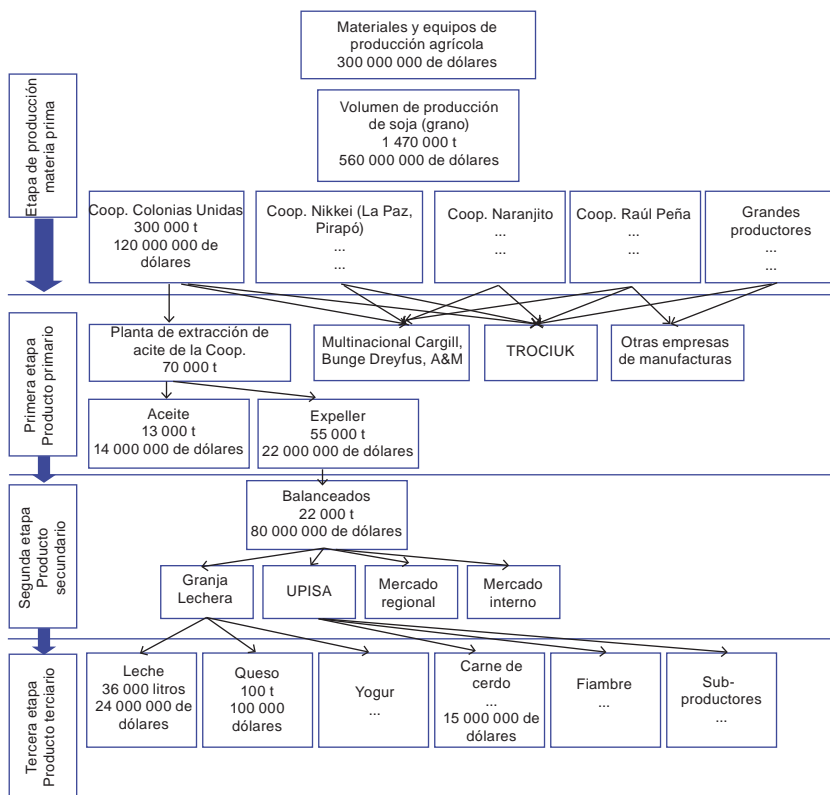 Materiales y equipos de
producción agrícola
300 000 000 de dólares
Etapa de producción
materia prima
Volumen de producción
de soja (grano)
1 470 000 t
560 000 000 de dólares
Coop. Colonias Unidas
300 000 t
120 000 000 de
dólares
Coop. Nikkei (La Paz,
Pirapó)
...
...
Coop. Naranjito
...
...
Coop. Raúl Peña
...
...
Grandes
productores
...
...
Primera etapa
Producto primario
Planta de extracción de
acite de la Coop.
70 000 t
Multinacional Cargill,
Bunge Dreyfus, A&M
TROCIUK
Otras empresas
de manufacturas
Aceite
13 000 t
14 000 000 de dólares
Expeller
55 000 t
22 000 000 de dólares
Segunda etapa
Producto
secundario
Balanceados
22 000 t
80 000 000 de dólares
Granja
Lechera
UPISA
Mercado
regional
Mercado
interno
Tercera etapa
Producto terciario
Leche
36 000 litros
24 000 000 de
dólares
Queso
100 t
100 000
dólares
Yogur
...
Carne de
cerdo
...
15 000 000 de
dólares
Fiambre
...
Sub-
productores
...